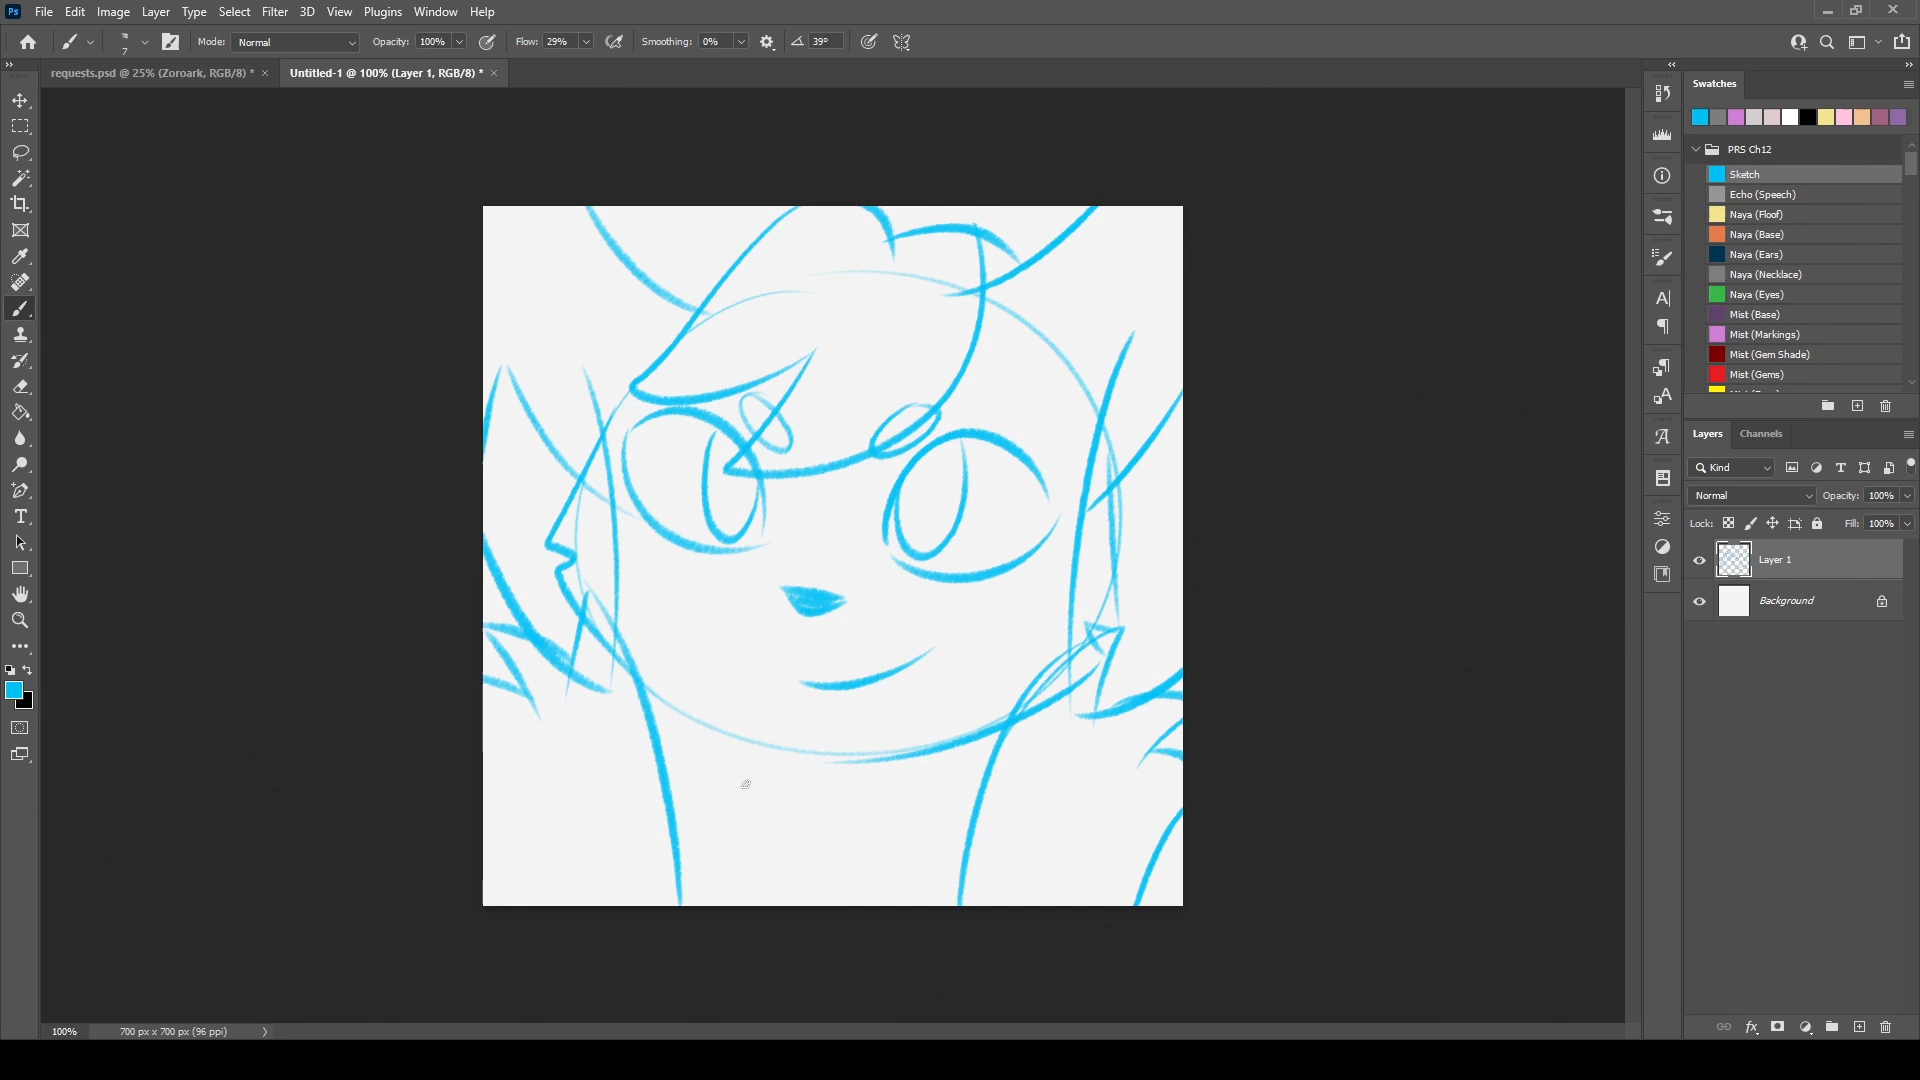 Ps File Edit Image Layer Type Select Filter 3D View Plugins Window Help
7 Mode: Normal Opacity: 100% Flow: 29% Smoothing: 0% 39°
requests.psd @ 25% (Zoroark, RGB/8) * × Untitled-1 @ 100% (Layer 1, RGB/8) * ×
Swatches
PRS Ch12
Sketch
Echo (Speech)
Naya (Floof)
Naya (Base)
Naya (Ears)
Naya (Necklace)
Naya (Eyes)
Mist (Base)
Mist (Markings)
Mist (Gem Shade)
Mist (Gems)
Layers Channels
Kind
Normal Opacity: 100%
Lock: Fill: 100%
Layer 1
Background
100% 700 px x 700 px (96 ppi)